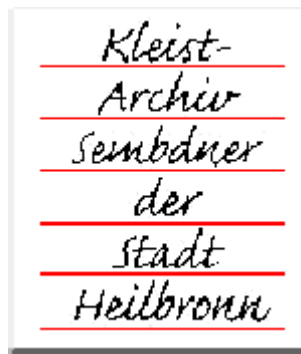 Kleist-
Archiv
Sembdner
der
Stadt
Heilbronn